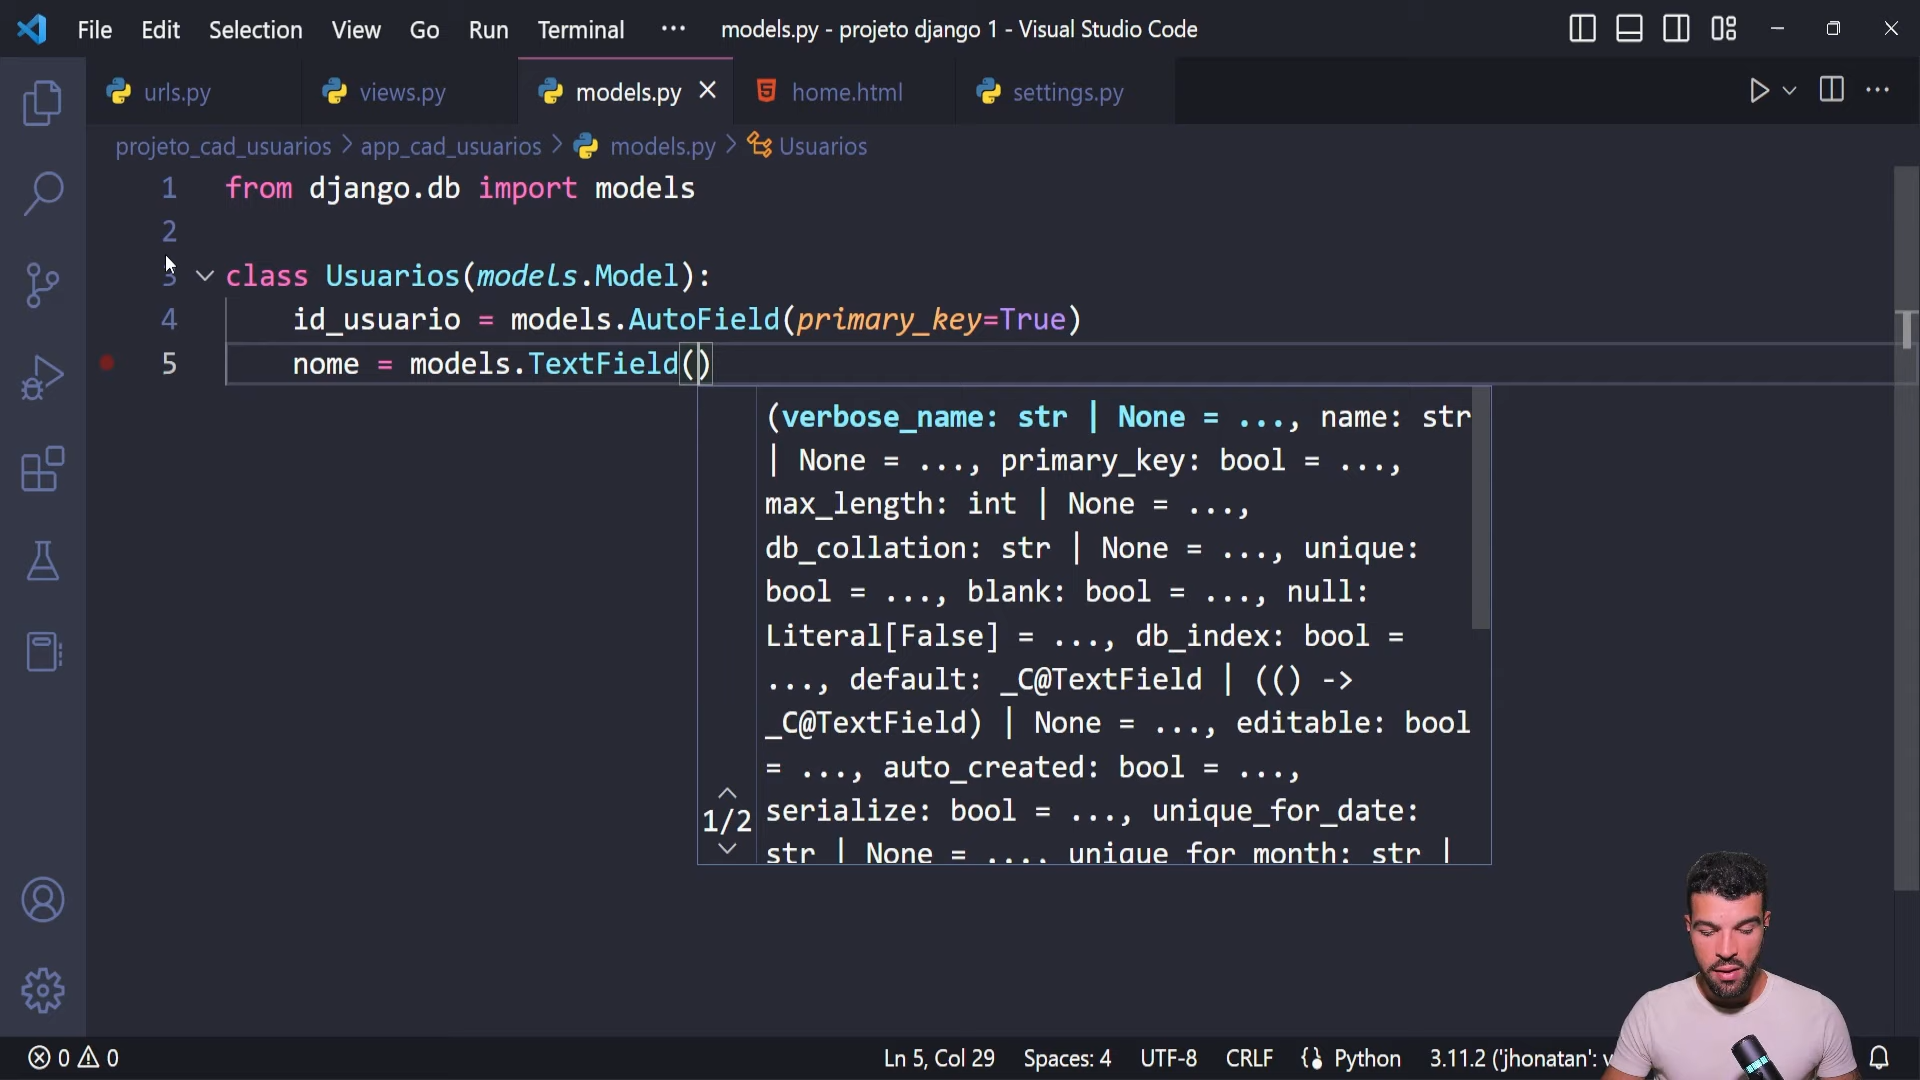 File Edit Selection View Go Run Terminal ··· models.py - projeto django 1 - Visual Studio Code
urls.py views.py models.py home.html settings.py
projeto_cad_usuarios > app_cad_usuarios > models.py > Usuarios
1 from django.db import models
2
3 class Usuarios(models.Model):
4 id_usuario = models.AutoField(primary_key=True)
5 nome = models.TextField()
(verbose_name: str | None = ..., name: str
| None = ..., primary_key: bool = ...,
max_length: int | None = ...,
db_collation: str | None = ..., unique:
bool = ..., blank: bool = ..., null:
Literal[False] = ..., db_index: bool =
..., default: _C@TextField | (() ->
_C@TextField) | None = ..., editable: bool
= ..., auto_created: bool = ...,
1/2 serialize: bool = ..., unique_for_date:
str | None = ..., unique_for_month: str |
0 0 Ln 5, Col 29 Spaces: 4 UTF-8 CRLF Python 3.11.2 ('jhonatan':